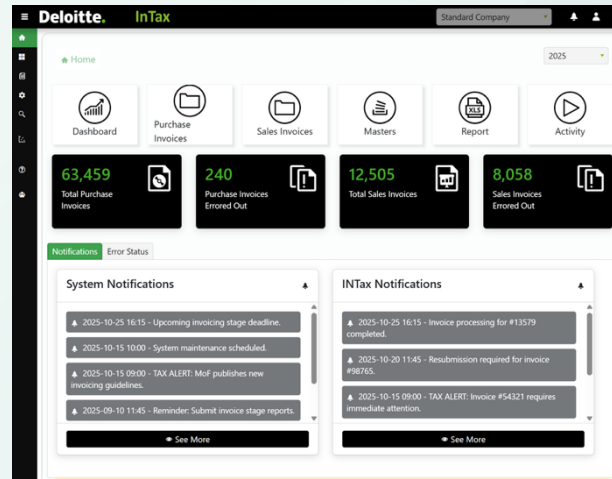 Deloitte. InTax
Standard Company
Home
2025
Dashboard
Purchase
Invoices
Sales Invoices
Masters
XLS
Report
Activity
63,459
Total Purchase
Invoices
240
Purchase Invoices
Errored Out
12,505
Total Sales Invoices
8,058
Sales Invoices
Errored Out
Notifications Error Status
System Notifications
2025-10-25 16:15 - Upcoming invoicing stage deadline.
2025-10-15 10:00 - System maintenance scheduled.
2025-10-15 09:00 - TAX ALERT: MoF publishes new
invoicing guidelines.
2025-09-10 11:45 - Reminder: Submit invoice stage reports.
See More
INTax Notifications
2025-10-25 16:15 - Invoice processing for #13579
completed.
2025-10-20 11:45 - Resubmission required for invoice
#98765.
2025-10-15 09:00 - TAX ALERT: Invoice #54321 requires
immediate attention.
See More